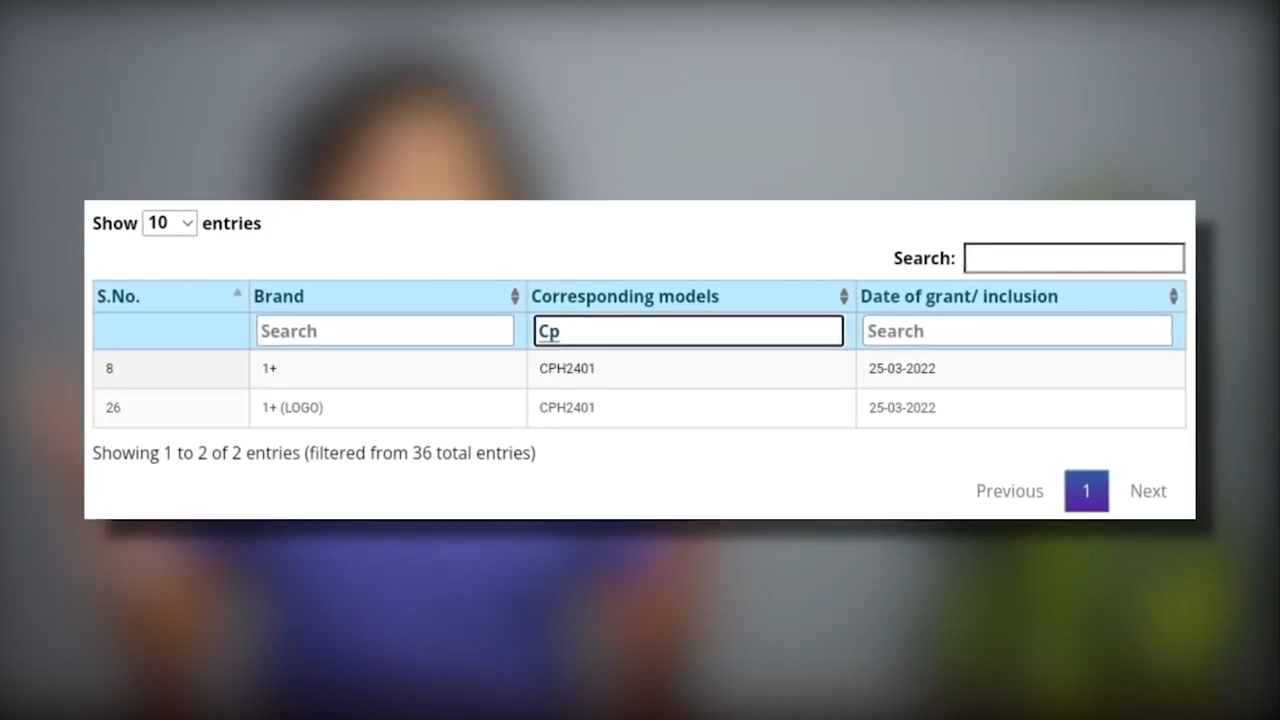 Show 10 entries
Search:
S.No. Brand Corresponding models Date of grant/ inclusion
Search Cp Search
8 1+ CPH2401 25-03-2022
26 1+ (LOGO) CPH2401 25-03-2022
Showing 1 to 2 of 2 entries (filtered from 36 total entries)
Previous 1 Next